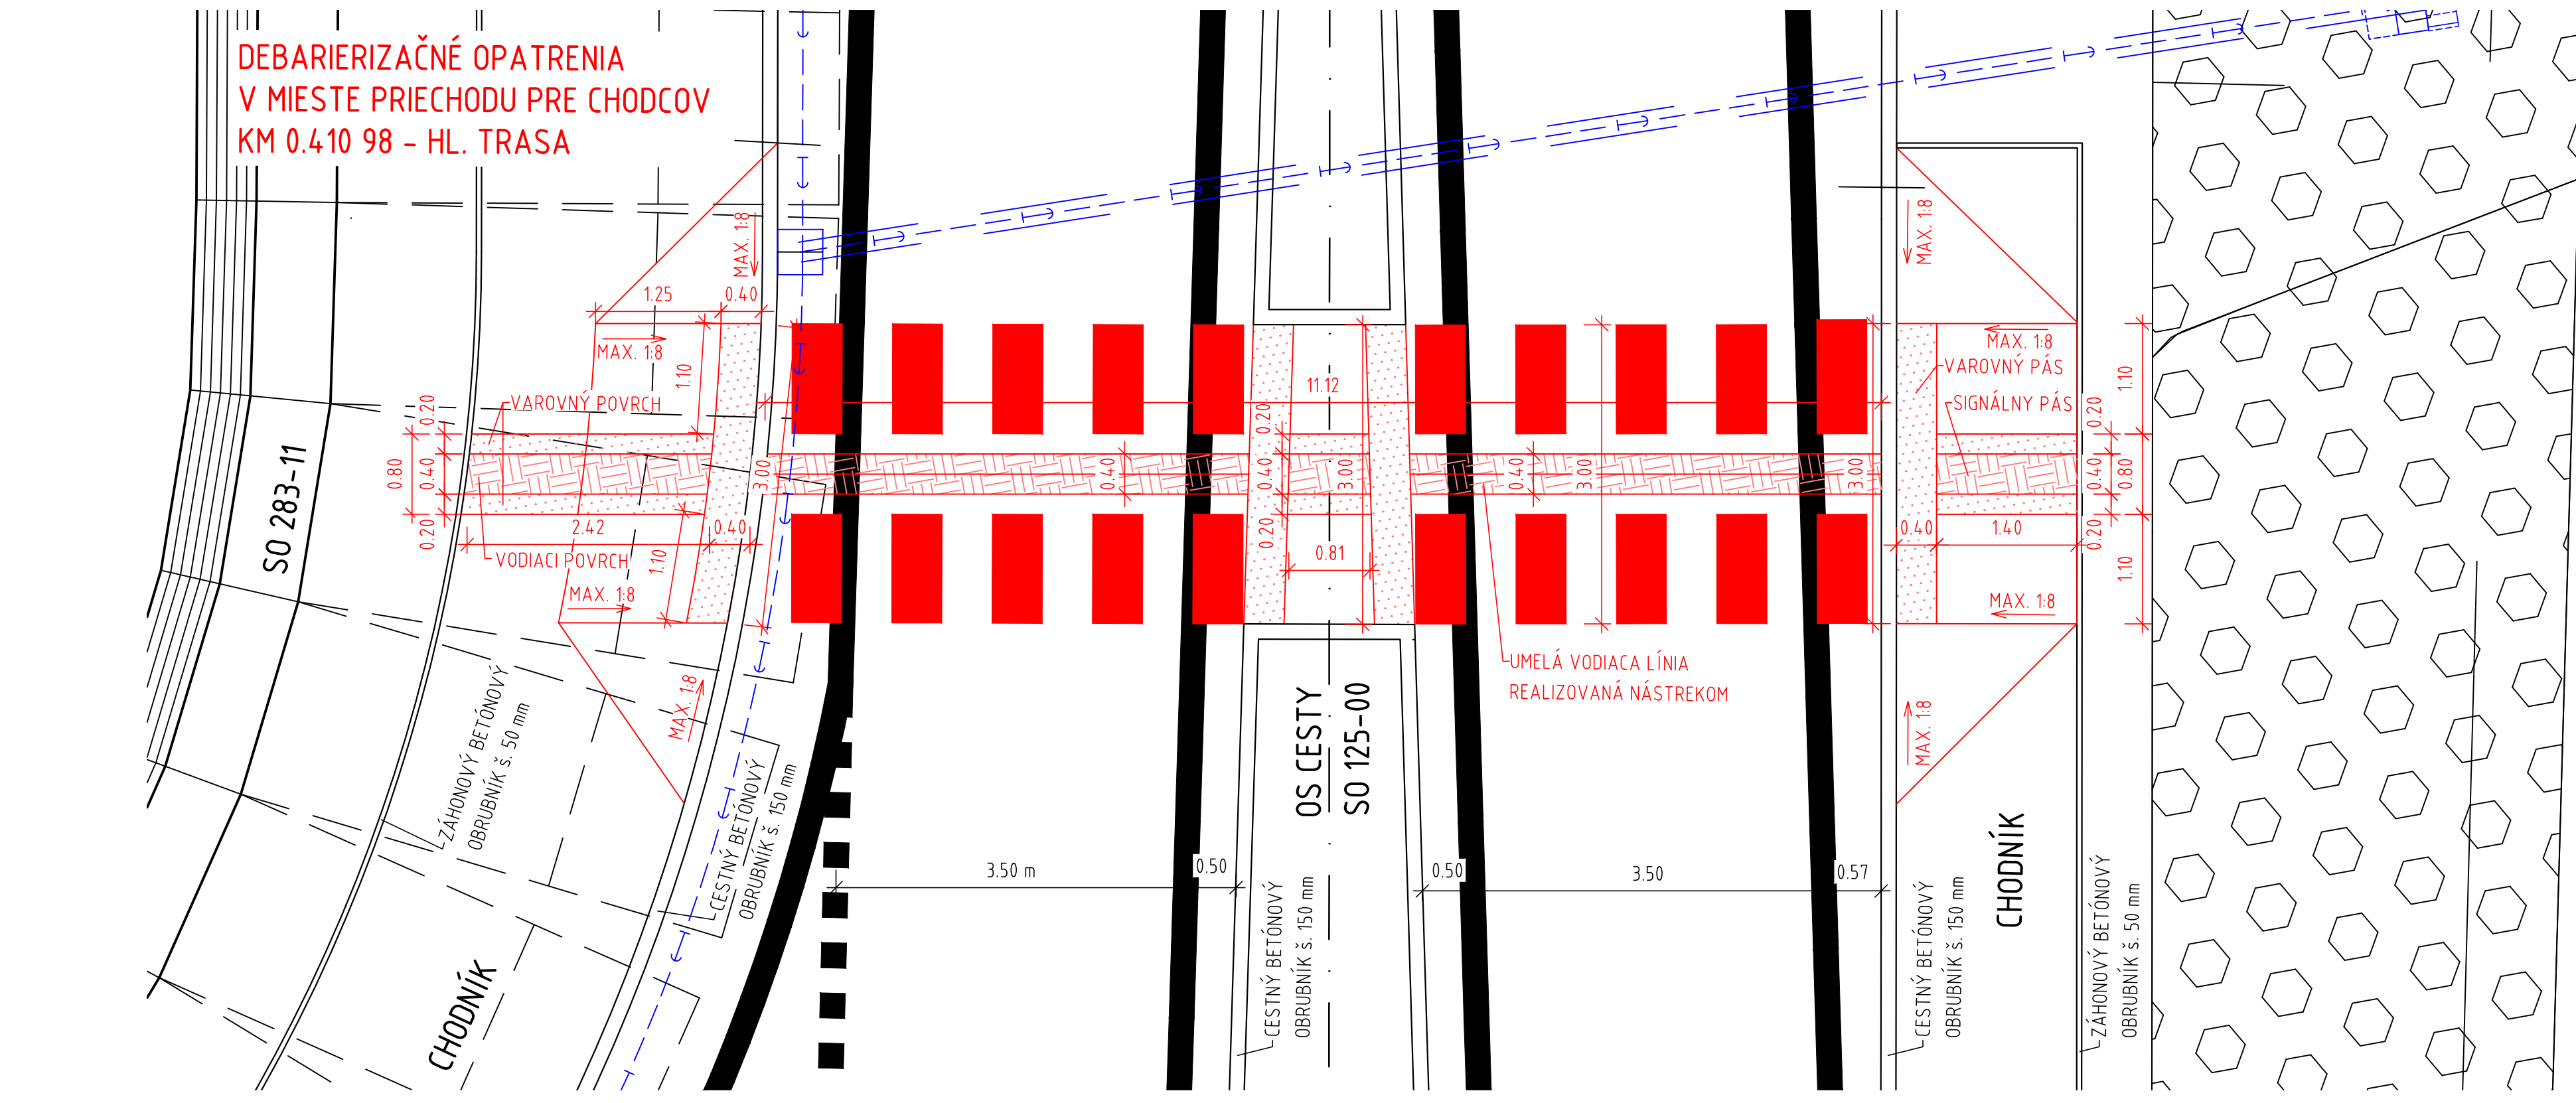 DEBARIERIZAČNÉ OPATRENIA
V MIESTE PRIECHODU PRE CHODCOV
KM 0.410 98 - HL. TRASA
MAX. 1:8
1.25
0.40
MAX. 1:8
1.10
VAROVNÝ POVRCH
0.20
0.80
0.40
0.20
2.42
0.40
VODIACI POVRCH
1.10
MAX. 1:8
MAX. 1:8
3.00
SO 283-11
ZÁHONOVÝ BETÓNOVÝ
OBRUBNÍK š. 50 mm
CESTNÝ BETÓNOVÝ
OBRUBNÍK š. 150 mm
CHODNÍK
0.40
11.12
0.20
0.40
3.00
0.20
0.81
0.40
3.00
3.00
UMELÁ VODIACA LÍNIA
REALIZOVANÁ NÁSTREKOM
OS CESTY
SO 125-00
3.50 m
0.50
0.50
3.50
0.57
CESTNÝ BETÓNOVÝ
OBRUBNÍK š. 150 mm
MAX. 1:8
MAX. 1:8
VAROVNÝ PÁS
SIGNÁLNY PÁS
1.10
0.20
0.40
0.80
0.40
1.40
0.20
1.10
MAX. 1:8
MAX. 1:8
CHODNÍK
CESTNÝ BETÓNOVÝ
OBRUBNÍK š. 150 mm
ZÁHONOVÝ BETÓNOVÝ
OBRUBNÍK š. 50 mm